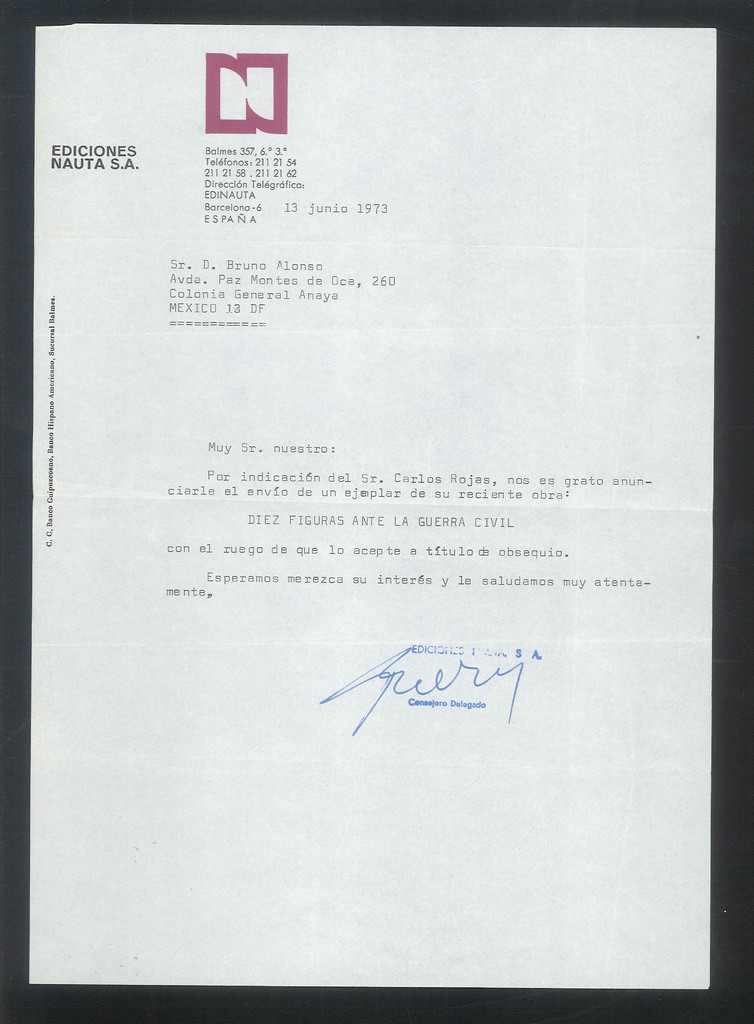 N
EDICIONES
NAUTA S.A.
Balmes 357, 6.º 3.ª
Teléfonos: 211 21 54
211 21 58 . 211 21 62
Dirección Telégráfica:
EDINAUTA
Barcelona-6
ESPAÑA
13 junio 1973
Sr. D. Bruno Alonso
Avda. Paz Montes de Oca, 260
Colonia General Anaya
MEXICO 13 DF
============
C. C. Banco Guipuzcoano, Banco Hispano Americano, Sucursal Balmes.
Muy Sr. nuestro:
Por indicación del Sr. Carlos Rojas, nos es grato anun-
ciarle el envío de un ejemplar de su reciente obra:
DIEZ FIGURAS ANTE LA GUERRA CIVIL
con el ruego de que lo acepte a título de obsequio.
Esperamos merezca su interés y le saludamos muy atenta-
mente,
EDICIONES NAUTA, S A.
Consejero Delegado